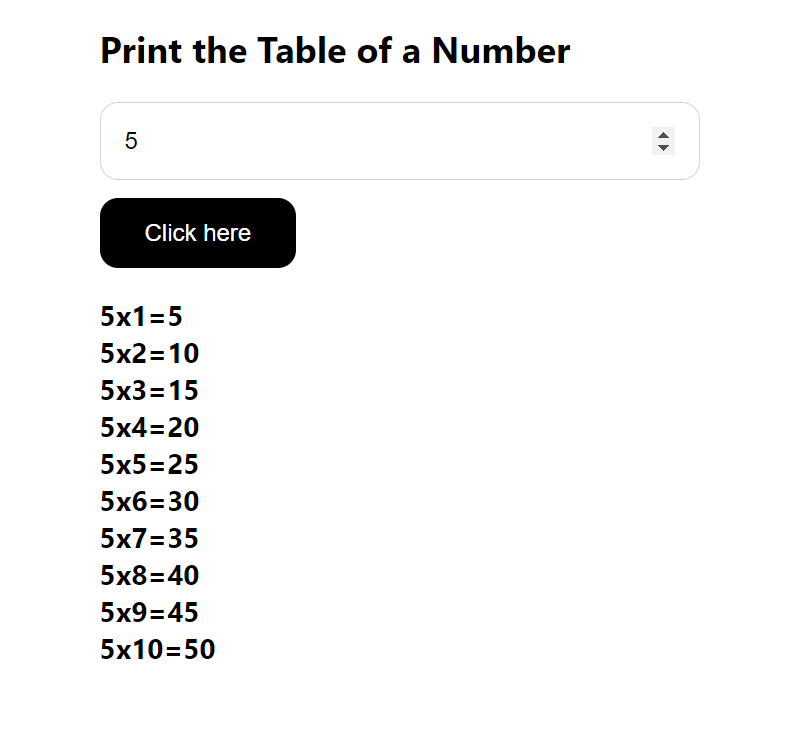 Print the Table of a Number
5
Click here
5x1=5
5x2=10
5x3=15
5x4=20
5x5=25
5x6=30
5x7=35
5x8=40
5x9=45
5x10=50